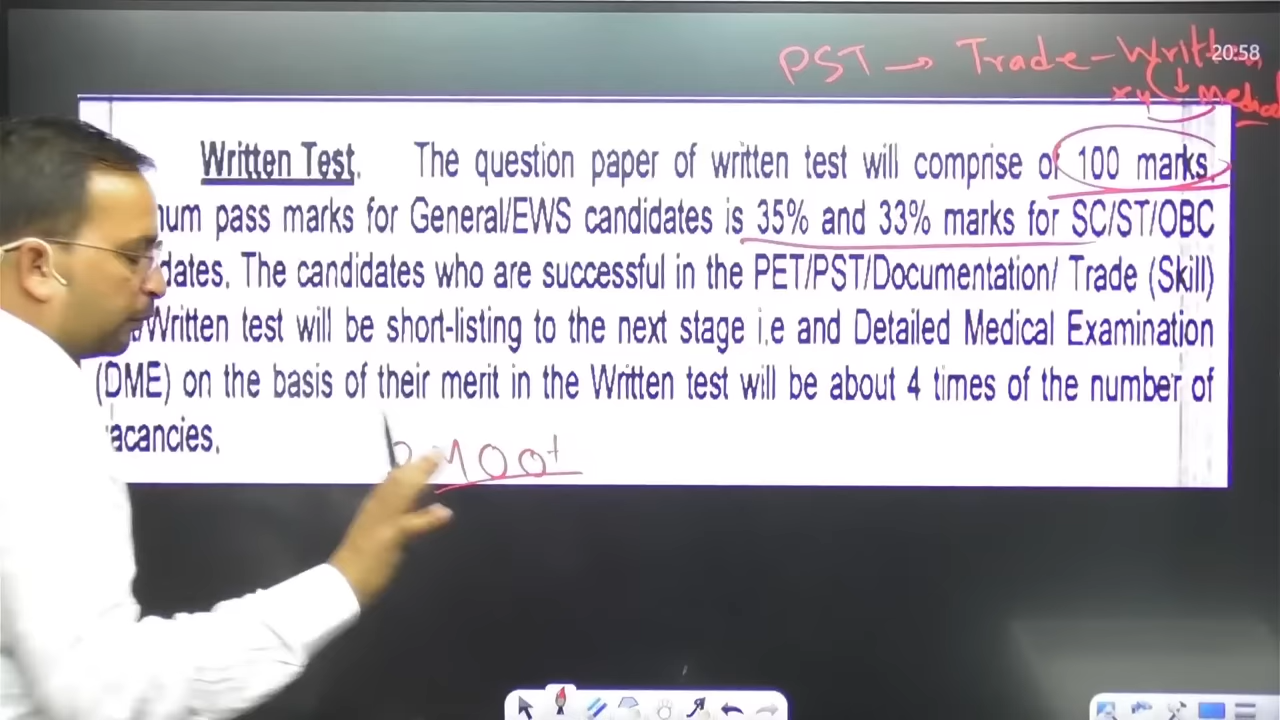 PST → Trade - Written
20:58
Medical
Written Test. The question paper of written test will comprise of 100 marks.
num pass marks for General/EWS candidates is 35% and 33% marks for SC/ST/OBC
dates. The candidates who are successful in the PET/PST/Documentation/ Trade (Skill)
Written test will be short-listing to the next stage i.e and Detailed Medical Examination
(DME) on the basis of their merit in the Written test will be about 4 times of the number of
acancies.